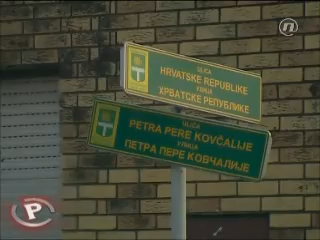 ULICA
HRVATSKE REPUBLIKE
УЛИЦА
ХРВАТСКЕ РЕПУБЛИКЕ
ULICA
PETRA PERE KOVČALIJE
УЛИЦА
ПЕТРА ПЕРЕ КОВЧАЛИЈЕ
P